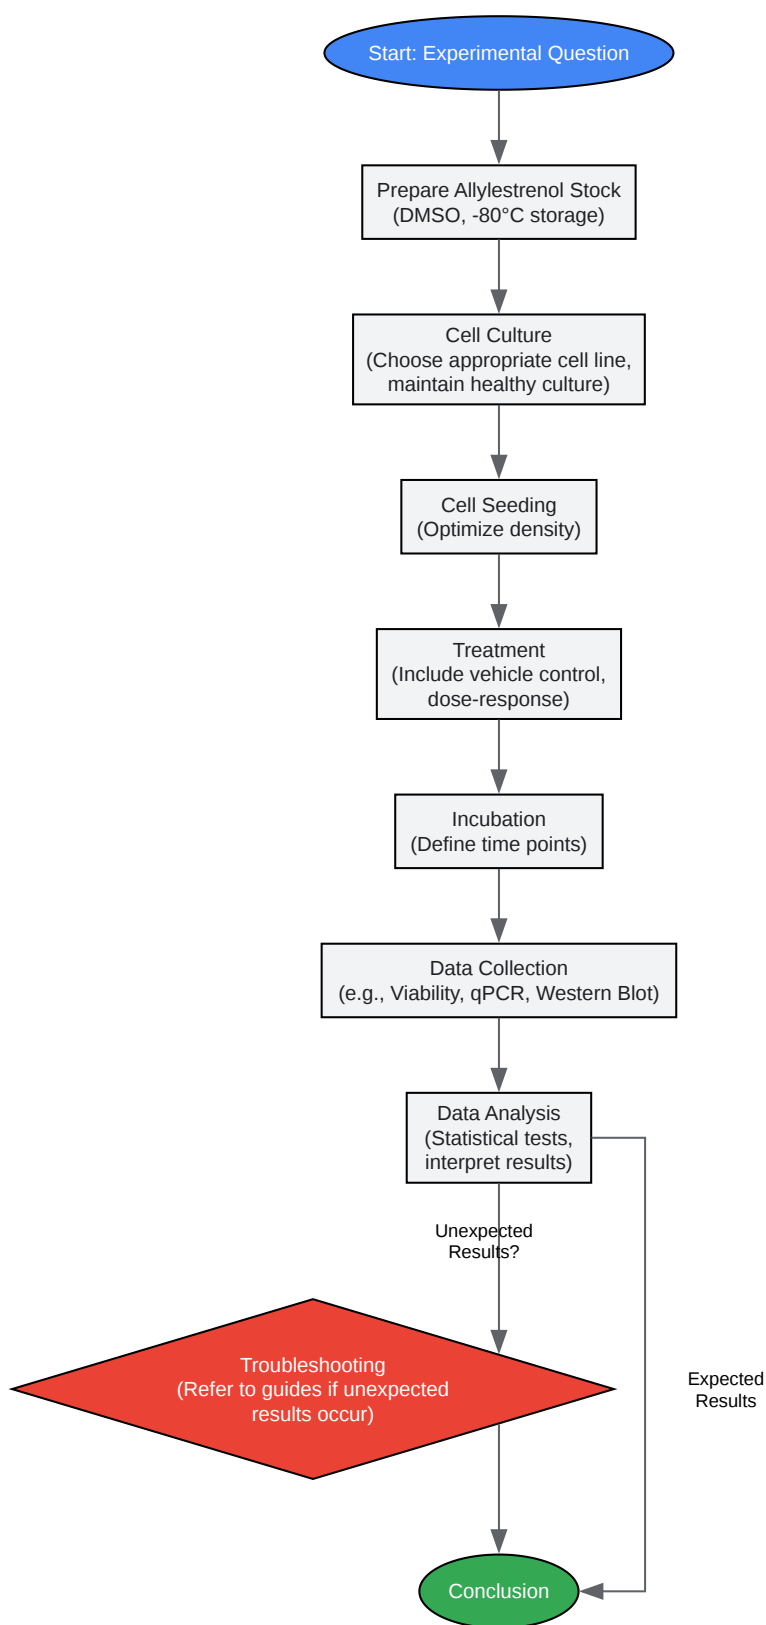 Start: Experimental Question
Prepare Allylestrenol Stock
(DMSO, -80°C storage)
Cell Culture
(Choose appropriate cell line,
maintain healthy culture)
Cell Seeding
(Optimize density)
Treatment
(Include vehicle control,
dose-response)
Incubation
(Define time points)
Data Collection
(e.g., Viability, qPCR, Western Blot)
Data Analysis
(Statistical tests,
interpret results)
Unexpected
Results?
Troubleshooting
(Refer to guides if unexpected
results occur)
Expected
Results
Conclusion